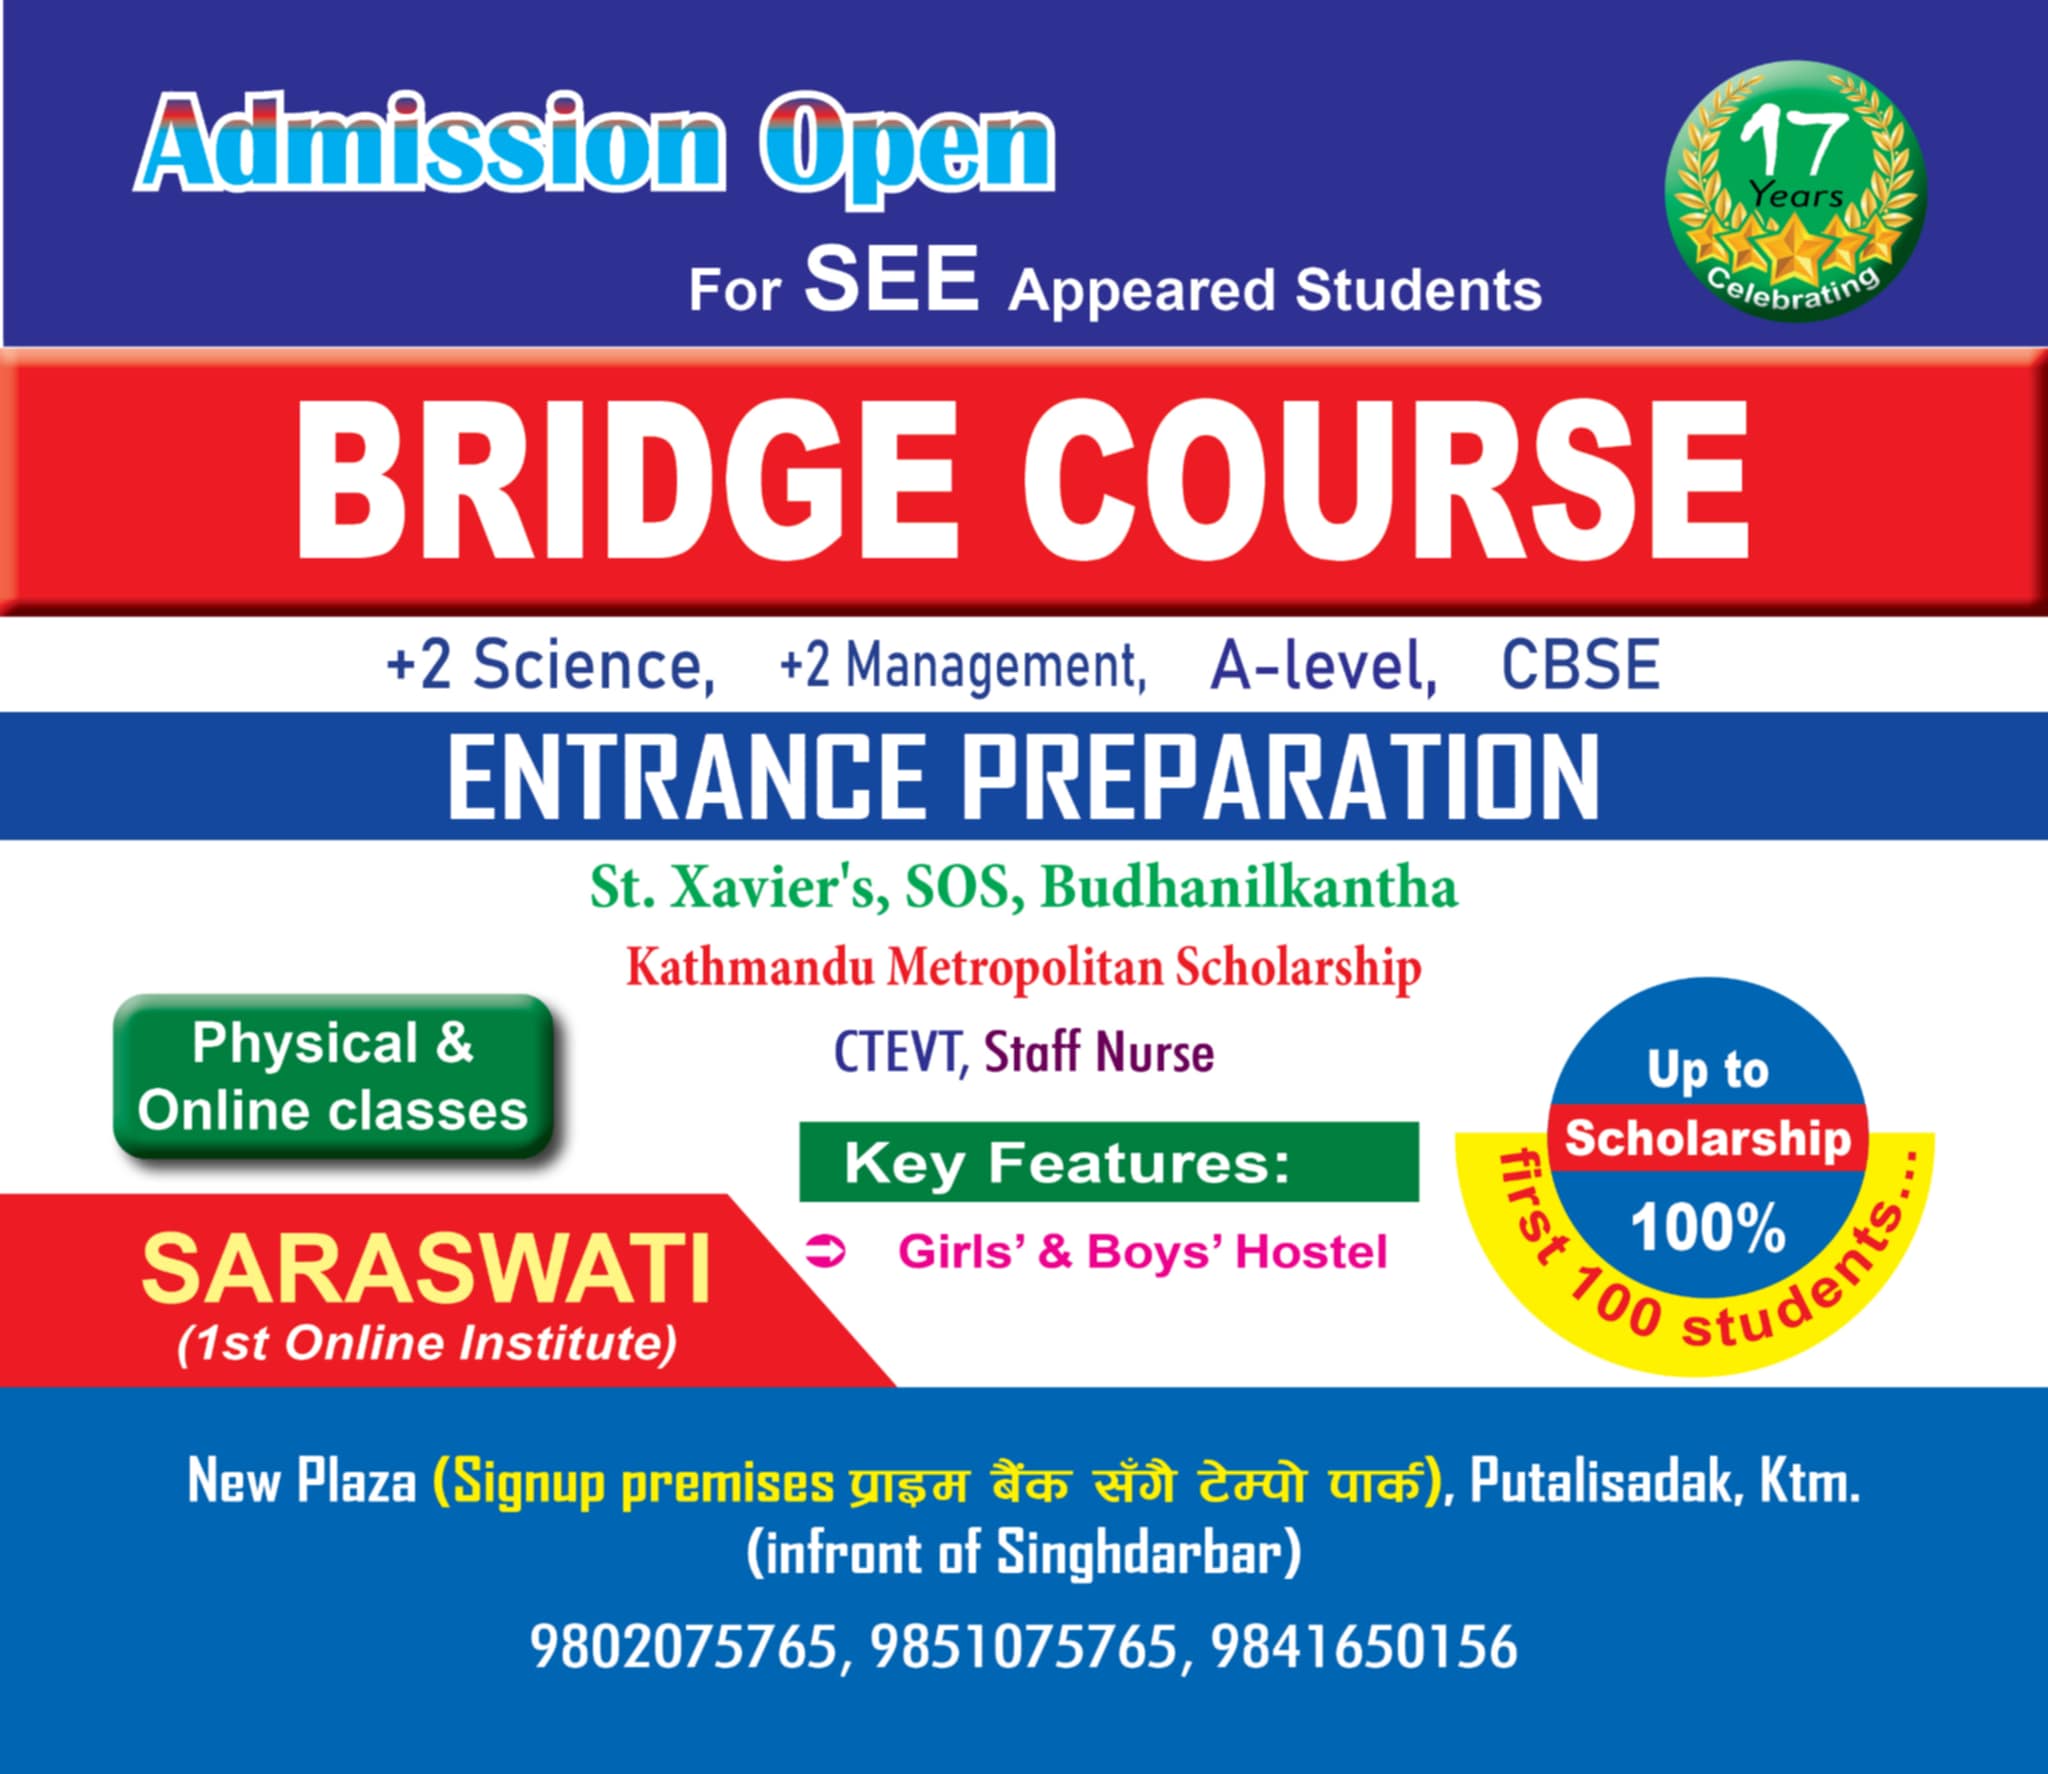 Admission Open
17
Years
Celebrating
For SEE Appeared Students
BRIDGE COURSE
+2 Science, +2 Management, A-level, CBSE
ENTRANCE PREPARATION
St. Xavier's, SOS, Budhanilkantha
Kathmandu Metropolitan Scholarship
CTEVT, Staff Nurse
Physical &
Online classes
Key Features:
Girls' & Boys' Hostel
Up to
Scholarship
100%
first 100 students...
SARASWATI
(1st Online Institute)
New Plaza (Signup premises प्राइम बैंक सँगै टेम्पो पार्क), Putalisadak, Ktm.
(infront of Singhdarbar)
9802075765, 9851075765, 9841650156